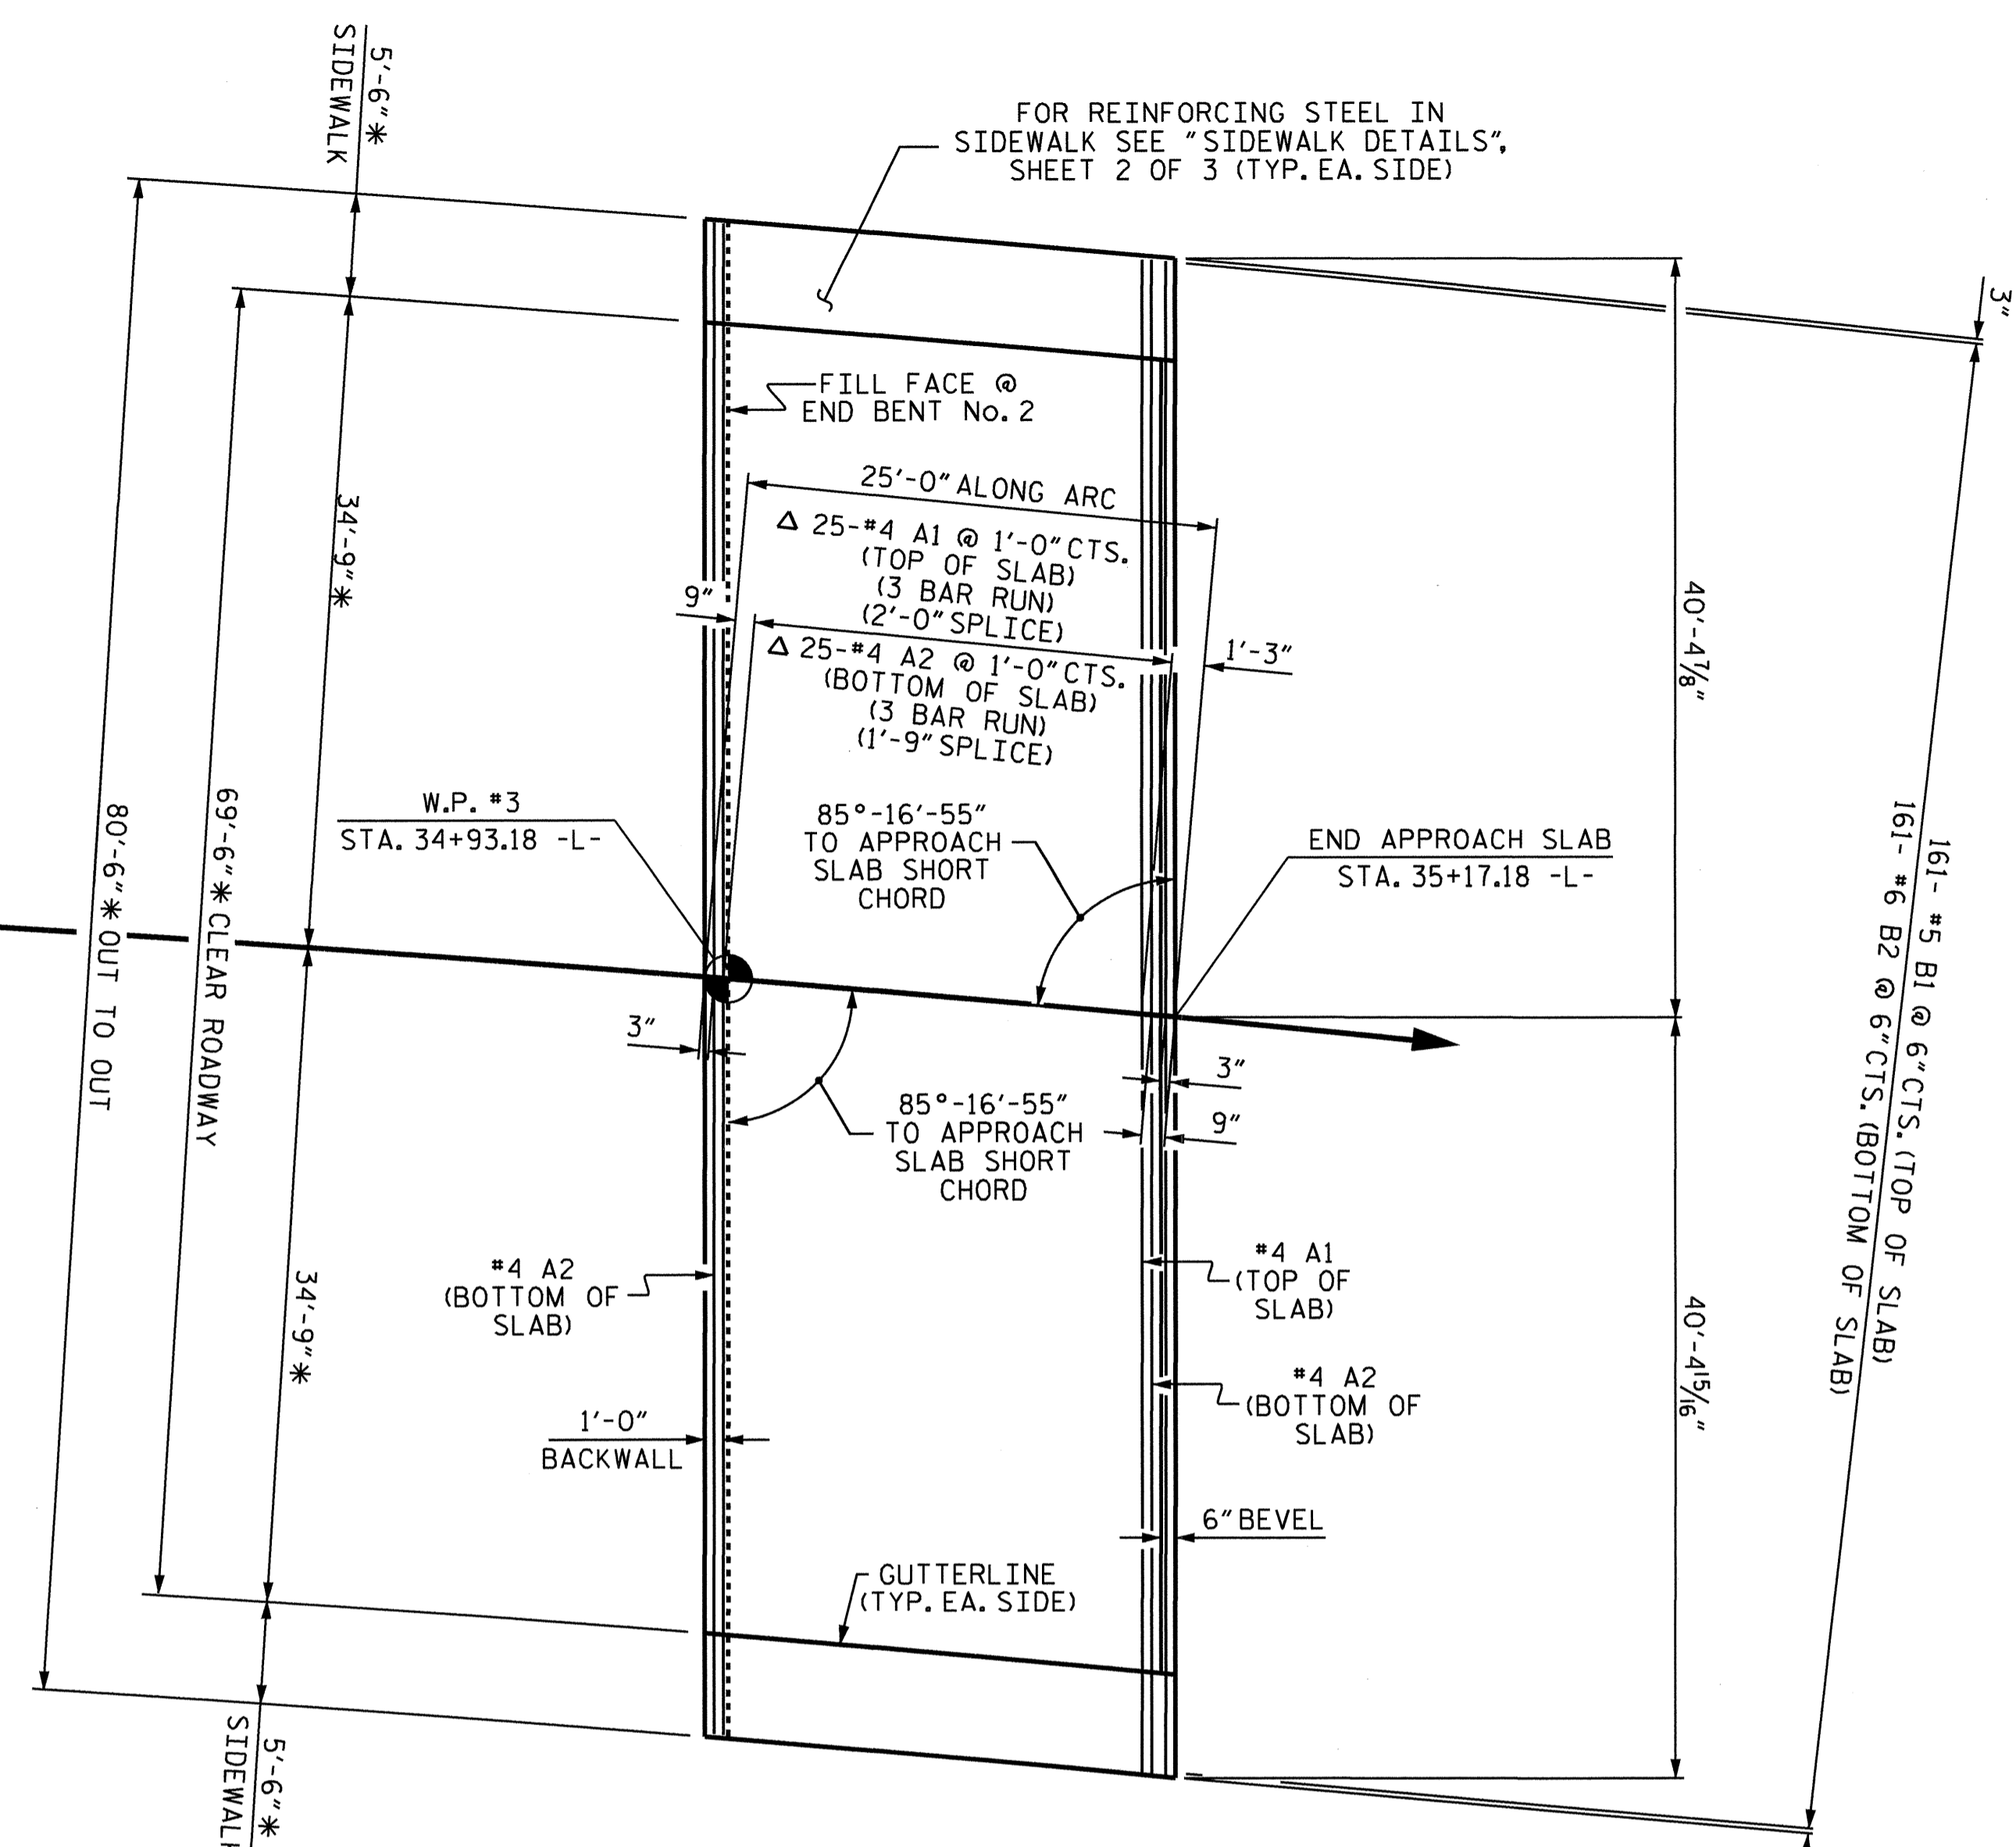 5'-6"*
SIDEWALK
FOR REINFORCING STEEL IN
SIDEWALK SEE "SIDEWALK DETAILS",
SHEET 2 OF 3 (TYP. EA. SIDE)
3"
FILL FACE @
END BENT No. 2
25'-0" ALONG ARC
Δ 25-#4 A1 @ 1'-0" CTS.
(TOP OF SLAB)
(3 BAR RUN)
(2'-0" SPLICE)
9"
1'-3"
Δ 25-#4 A2 @ 1'-0" CTS.
(BOTTOM OF SLAB)
(3 BAR RUN)
(1'-9" SPLICE)
34'-9"*
40'-4⅞"
W.P. #3
STA. 34+93.18 -L-
85°-16'-55"
TO APPROACH
SLAB SHORT
CHORD
END APPROACH SLAB
STA. 35+17.18 -L-
80'-6"* OUT TO OUT
69'-6"* CLEAR ROADWAY
161- #5 B1 @ 6" CTS. (TOP OF SLAB)
161- #6 B2 @ 6" CTS. (BOTTOM OF SLAB)
3"
3"
9"
85°-16'-55"
TO APPROACH
SLAB SHORT
CHORD
#4 A2
(BOTTOM OF
SLAB)
#4 A1
(TOP OF
SLAB)
34'-9"*
40'-4 15/16"
#4 A2
(BOTTOM OF
SLAB)
1'-0"
BACKWALL
6" BEVEL
GUTTERLINE
(TYP. EA. SIDE)
5'-6"*
SIDEWALK